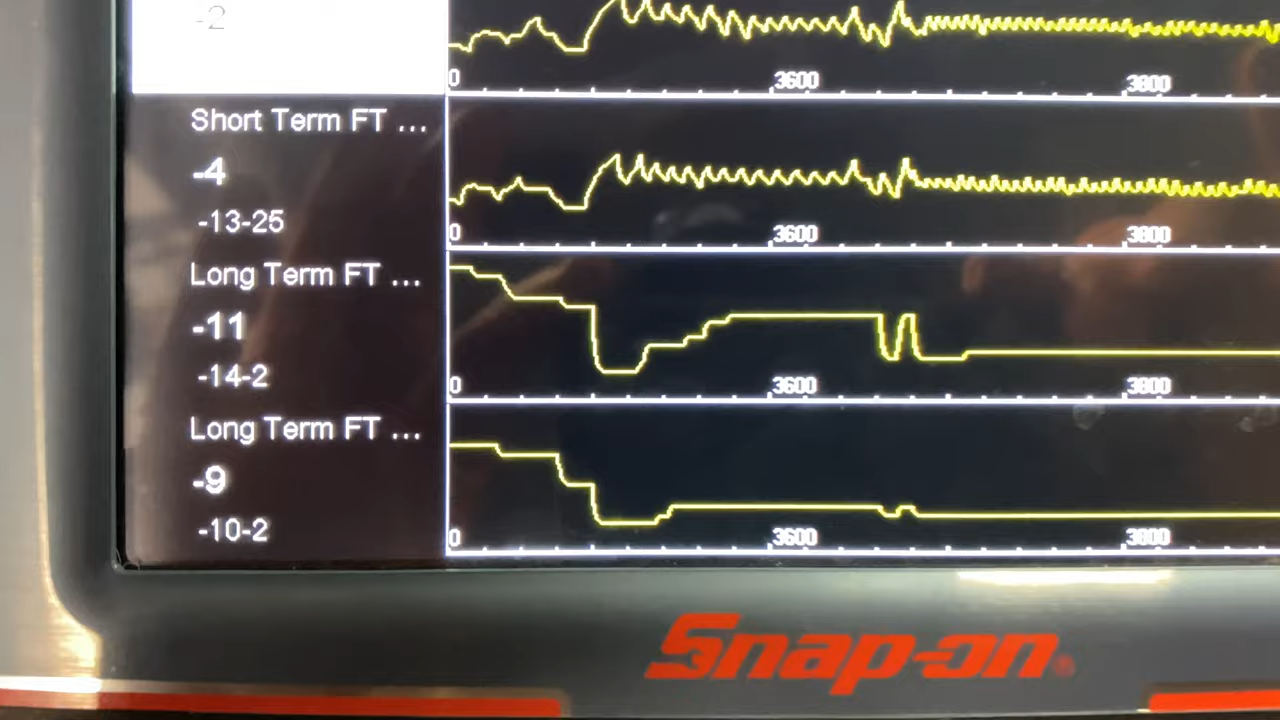 -2
0 3600 3800
Short Term FT ...
-4
-13-25
0 3600 3800
Long Term FT ...
-11
-14-2
0 3600 3800
Long Term FT ...
-9
-10-2
0 3600 3800
Snap-on